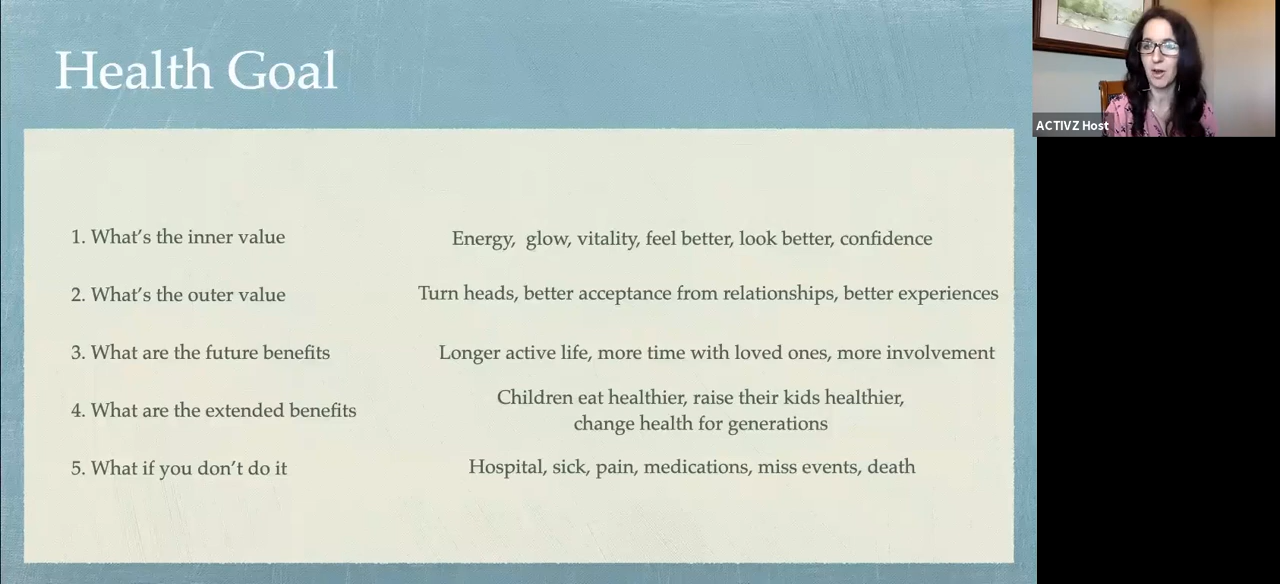 Health Goal
ACTIVZ Host
1. What's the inner value
Energy,  glow, vitality, feel better, look better, confidence
2. What's the outer value
Turn heads, better acceptance from relationships, better experiences
3. What are the future benefits
Longer active life, more time with loved ones, more involvement
4. What are the extended benefits
Children eat healthier, raise their kids healthier,
change health for generations
5. What if you don't do it
Hospital, sick, pain, medications, miss events, death